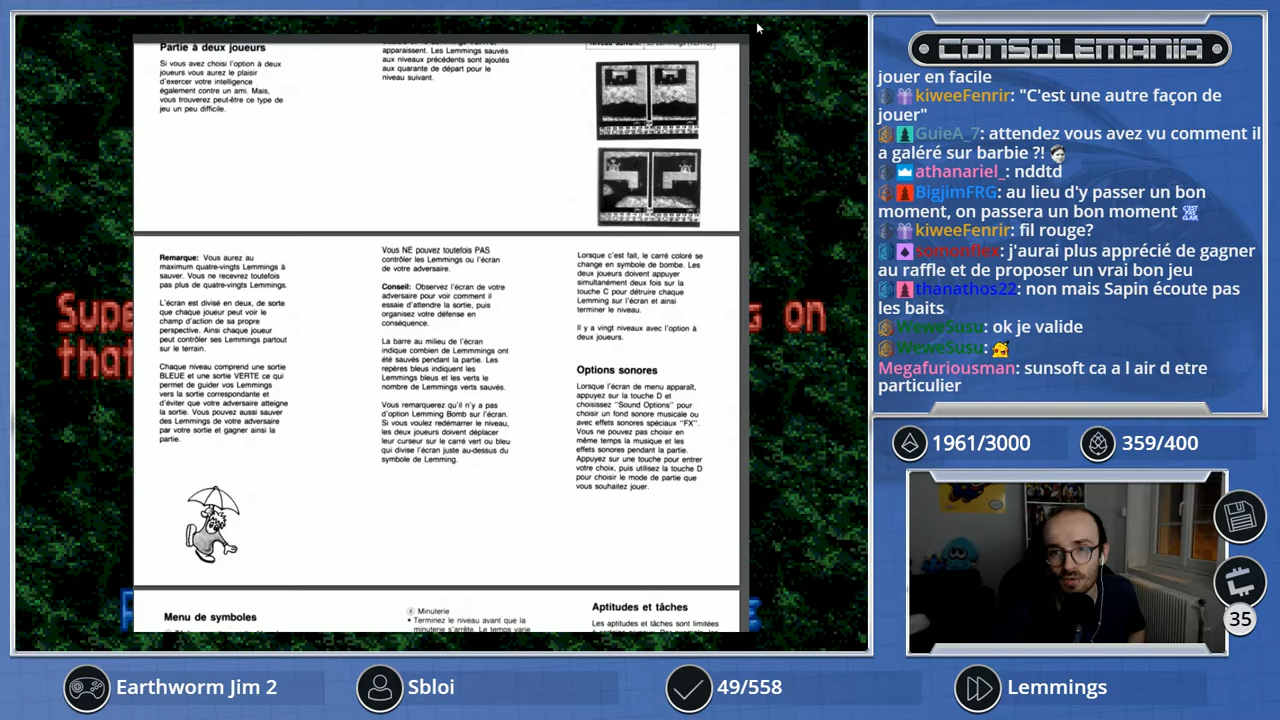 Partie à deux joueurs
Si vous avez choisi l'option à deux
joueurs vous aurez le plaisir
d'exercer votre intelligence
également contre un ami. Mais,
vous trouverez peut-être ce type de
jeu un peu difficile.
apparaissent. Les Lemmings sauvés
aux niveaux précédents sont ajoutés
aux quarante de départ pour le
niveau suivant.
Remarque: Vous aurez au
maximum quatre-vingts Lemmings à
sauver. Vous ne recevrez toutefois
pas plus de quatre-vingts Lemmings.
L'écran est divisé en deux, de sorte
que chaque joueur peut voir le
champ d'action de sa propre
perspective. Ainsi chaque joueur
peut contrôler ses Lemmings partout
sur le terrain.
Chaque niveau comprend une sortie
BLEUE et une sortie VERTE ce qui
permet de guider vos Lemmings
vers la sortie correspondante et
d'éviter que votre adversaire atteigne
la sortie. Vous pouvez aussi sauver
des Lemmings de votre adversaire
par votre sortie et gagner ainsi la
partie.
Vous NE pouvez toutefois PAS
contrôler les Lemmings ou l'écran
de votre adversaire.
Conseil: Observez l'écran de votre
adversaire pour voir comment il
essaie d'attendre la sortie, puis
organisez votre défense en
conséquence.
La barre au milieu de l'écran
indique combien de Lemmmings ont
été sauvés pendant la partie. Les
repères bleus indiquent les
Lemmings bleus et les verts le
nombre de Lemmings verts sauvés.
Vous remarquerez qu'il n'y a pas
d'option Lemming Bomb sur l'écran.
Si vous voulez redémarrer le niveau,
les deux joueurs doivent déplacer
leur curseur sur le carré vert ou bleu
qui divise l'écran juste au-dessus du
symbole de Lemming.
Lorsque c'est fait, le carré coloré se
change en symbole de bombe. Les
deux joueurs doivent appuyer
simultanément deux fois sur la
touche C pour détruire chaque
Lemming sur l'écran et ainsi
terminer le niveau.
Il y a vingt niveaux avec l'option à
deux joueurs.
Options sonores
Lorsque l'écran de menu apparaît,
appuyez sur la touche D et
choisissez "Sound Options" pour
choisir un fond sonore musicale ou
avec effets sonores spéciaux "FX".
Vous ne pouvez pas choisir en
même temps la musique et les
effets sonores pendant la partie.
Appuyez sur une touche pour entrer
votre choix, puis utilisez la touche D
pour choisir le mode de partie que
vous souhaitez jouer.
Menu de symboles
⑥ Minuterie
• Terminez le niveau avant que la
minuterie s'arrête. Le temps varie
Aptitudes et tâches
Les aptitudes et tâches sont limitées
Supe
s on
that
CONSOLEMANIA
jouer en facile
kiweeFenrir: "C'est une autre façon de
jouer"
GuieA_7: attendez vous avez vu comment il
a galéré sur barbie ?!
athanariel_: nddtd
BigjimFRG: au lieu d'y passer un bon
moment, on passera un bon moment
kiweeFenrir: fil rouge?
somonflex: j'aurai plus apprécié de gagner
au raffle et de proposer un vrai bon jeu
thanathos22: non mais Sapin écoute pas
les baits
WeweSusu: ok je valide
WeweSusu:
Megafuriousman: sunsoft ca a l air d etre
particulier
1961/3000
359/400
35
Earthworm Jim 2
Sbloi
49/558
Lemmings